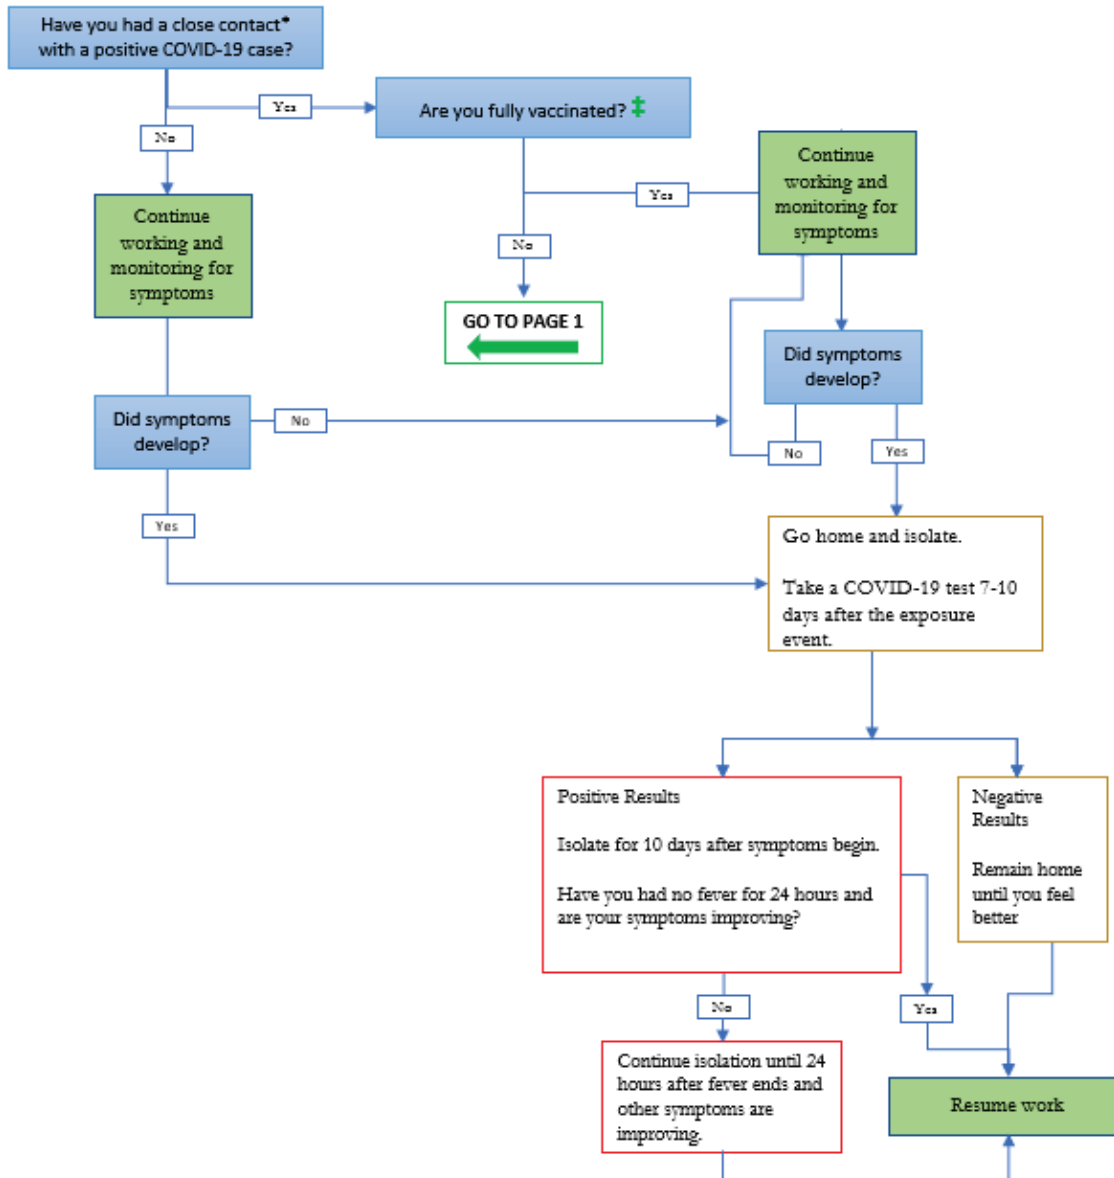 Have you had a close contact*
with a positive COVID-19 case?
Yes
Are you fully vaccinated? ‡
No
Continue
working and
monitoring for
symptoms
Yes
Continue
working and
monitoring for
symptoms
No
GO TO PAGE 1
Did symptoms
develop?
Did symptoms
develop?
No
No
Yes
Yes
Go home and isolate.
Take a COVID-19 test 7-10
days after the exposure
event.
Positive Results
Isolate for 10 days after symptoms begin.
Have you had no fever for 24 hours and
are your symptoms improving?
Negative
Results
Remain home
until you feel
better
No
Yes
Continue isolation until 24
hours after fever ends and
other symptoms are
improving.
Resume work